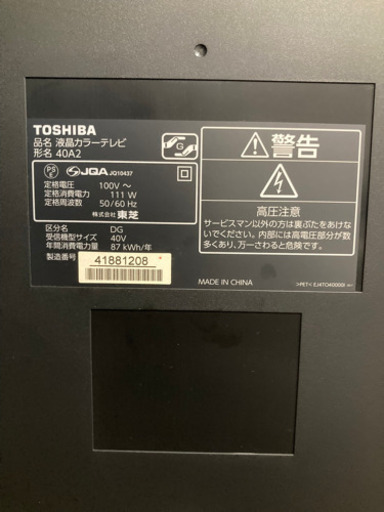 TOSHIBA
品名 液晶カラーテレビ
形名 40A2
PS
E
JQA JQ10437
定格電圧 100V ～
定格消費電力 111 W
定格周波数 50/60 Hz
株式会社 東芝
区分名 DG
受信機型サイズ 40V
年間消費電力量 87 kWh/年
製造番号
41881208
G
警告
高圧注意
サービスマン以外の方は裏ぶたをあけな
いでください。内部には高電圧部分が数
多くあり、万一さわると危険です。
MADE IN CHINA
>PET<